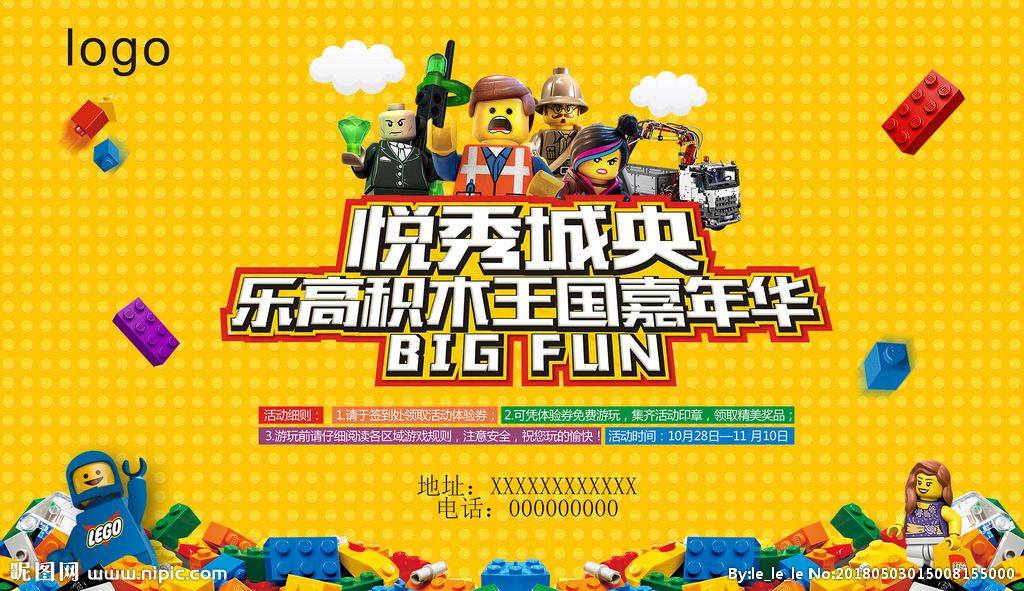 logo
悦秀城央
乐高积木王国嘉年华
BIG FUN
活动细则： 1.请于签到处领取活动体验券； 2.可凭体验券免费游玩，集齐活动印章，领取精美奖品；
3.游玩前请仔细阅读各区域游戏规则，注意安全，祝您玩的愉快！ 活动时间：10月28日—11月10日
地址：XXXXXXXXXXXX
电话：000000000
LEGO
昵图网 www.nipic.com
By:le_le_le No:20180503015008155000